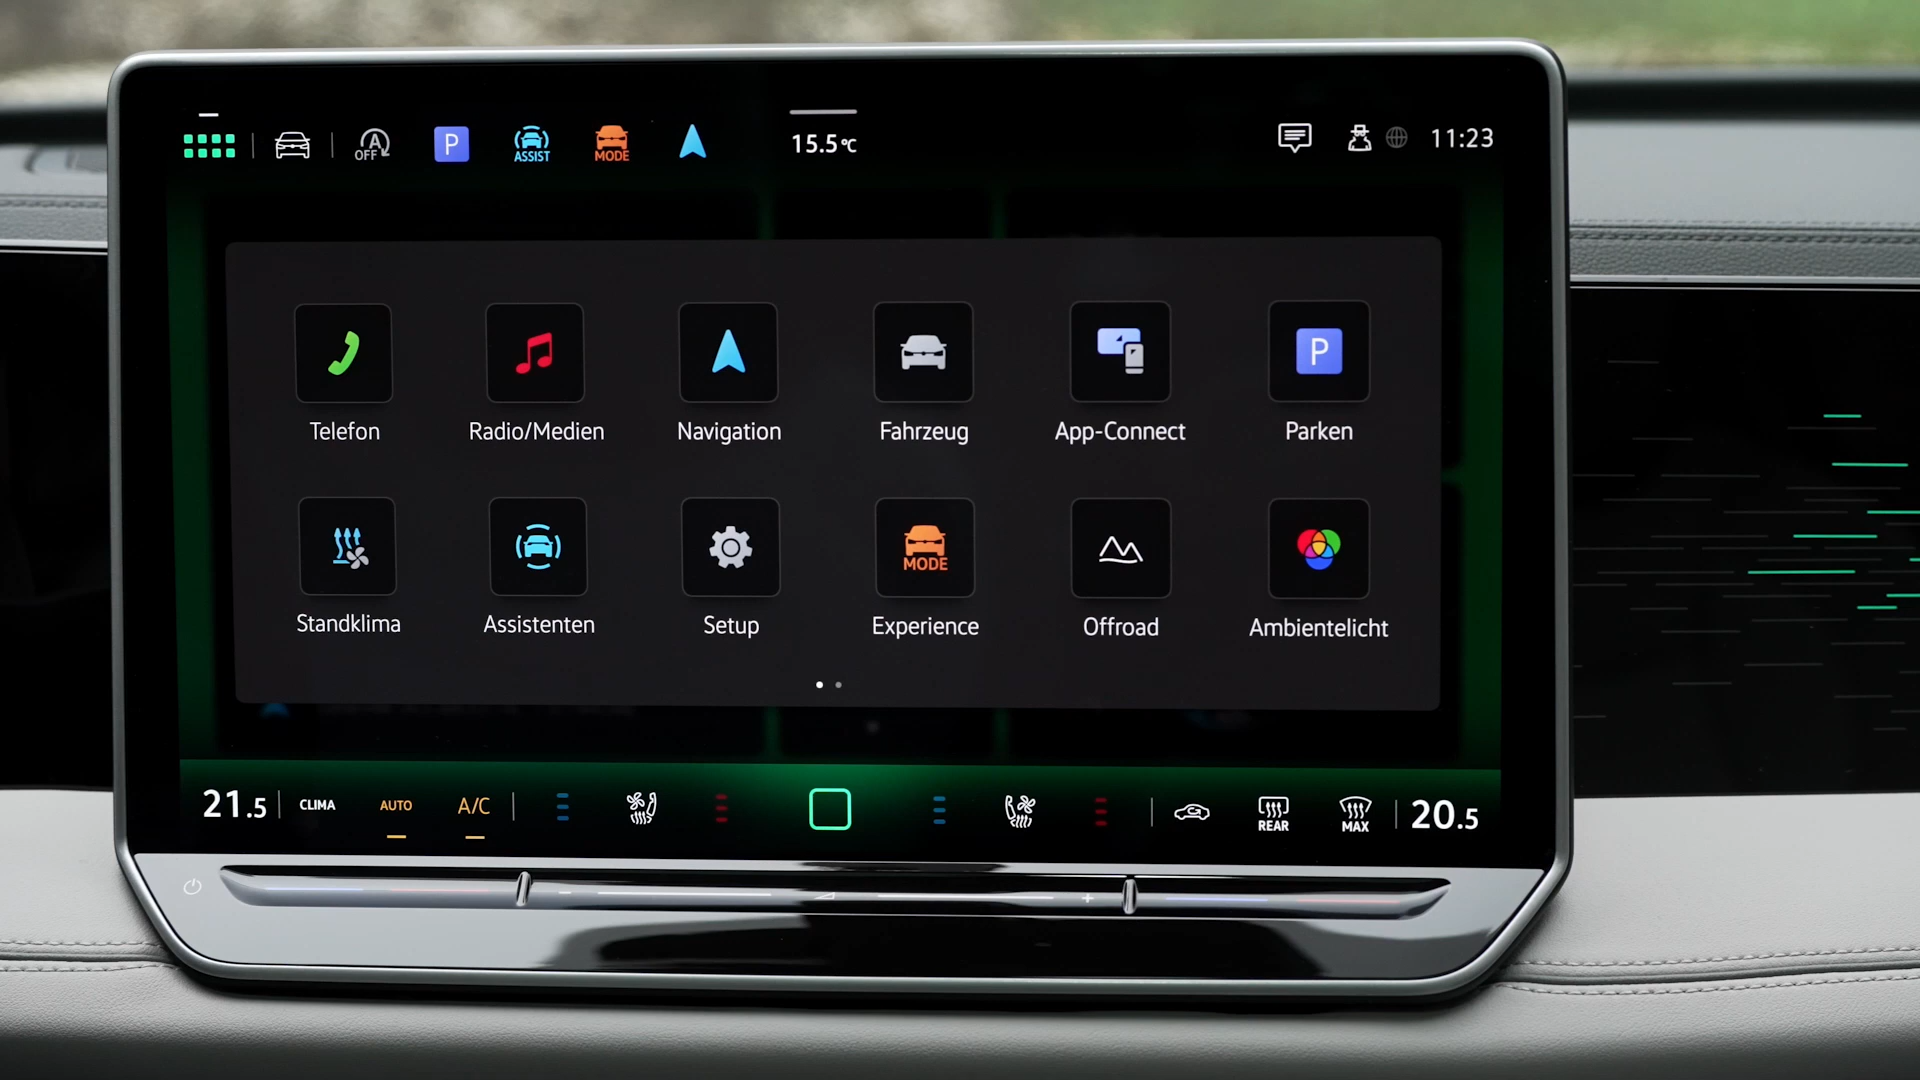 A OFF P ASSIST MODE 15.5°C 11:23
Telefon Radio/Medien Navigation Fahrzeug App-Connect Parken
P
MODE
Standklima Assistenten Setup Experience Offroad Ambientelicht
21.5 CLIMA AUTO A/C REAR MAX 20.5
- +